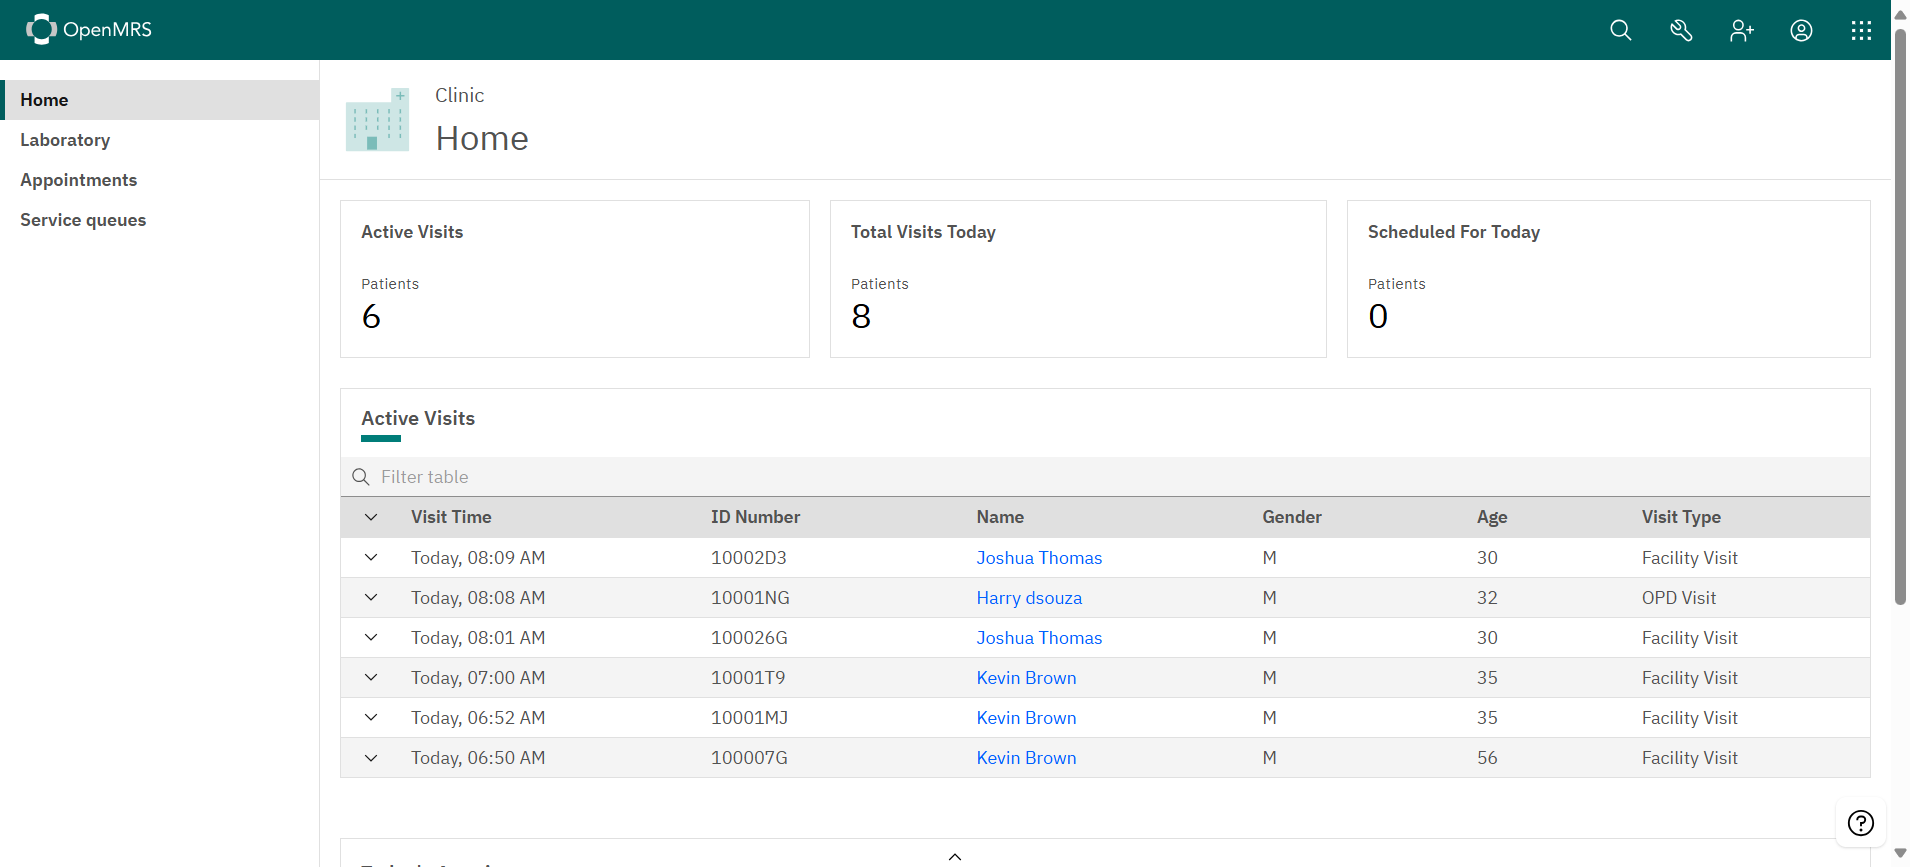 OpenMRS
Home
Laboratory
Appointments
Service queues
Clinic
Home
Active Visits
Patients
6
Total Visits Today
Patients
8
Scheduled For Today
Patients
0
Active Visits
Filter table
Visit Time ID Number Name Gender Age Visit Type
Today, 08:09 AM 10002D3 Joshua Thomas M 30 Facility Visit
Today, 08:08 AM 10001NG Harry dsouza M 32 OPD Visit
Today, 08:01 AM 100026G Joshua Thomas M 30 Facility Visit
Today, 07:00 AM 10001T9 Kevin Brown M 35 Facility Visit
Today, 06:52 AM 10001MJ Kevin Brown M 35 Facility Visit
Today, 06:50 AM 100007G Kevin Brown M 56 Facility Visit